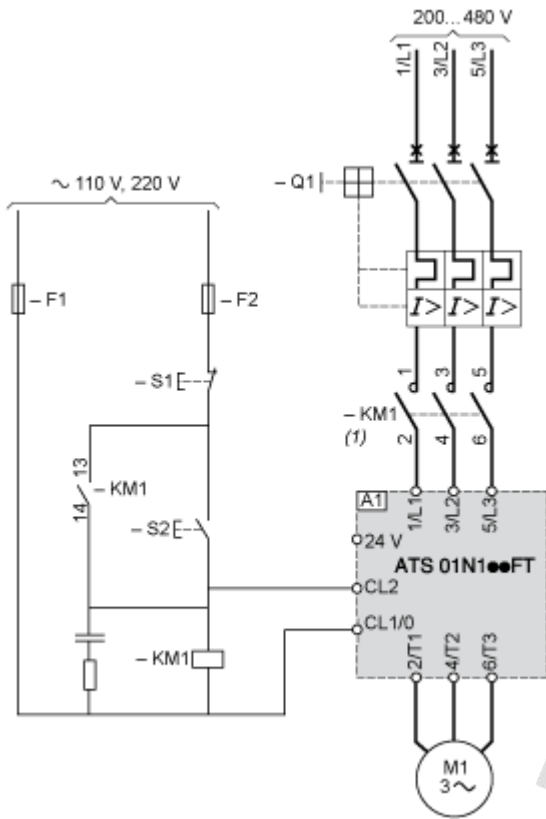 200... 480 V
1/L1
3/L2
5/L3
∼ 110 V, 220 V
– Q1
– F1
– F2
I>
I>
I>
– S1
1
3
5
– KM1
(1)
2
4
6
13
14
– KM1
– S2
A1
1/L1
3/L2
5/L3
24 V
ATS 01N1●●FT
CL2
CL1/0
– KM1
2/T1
4/T2
6/T3
M1
3∼